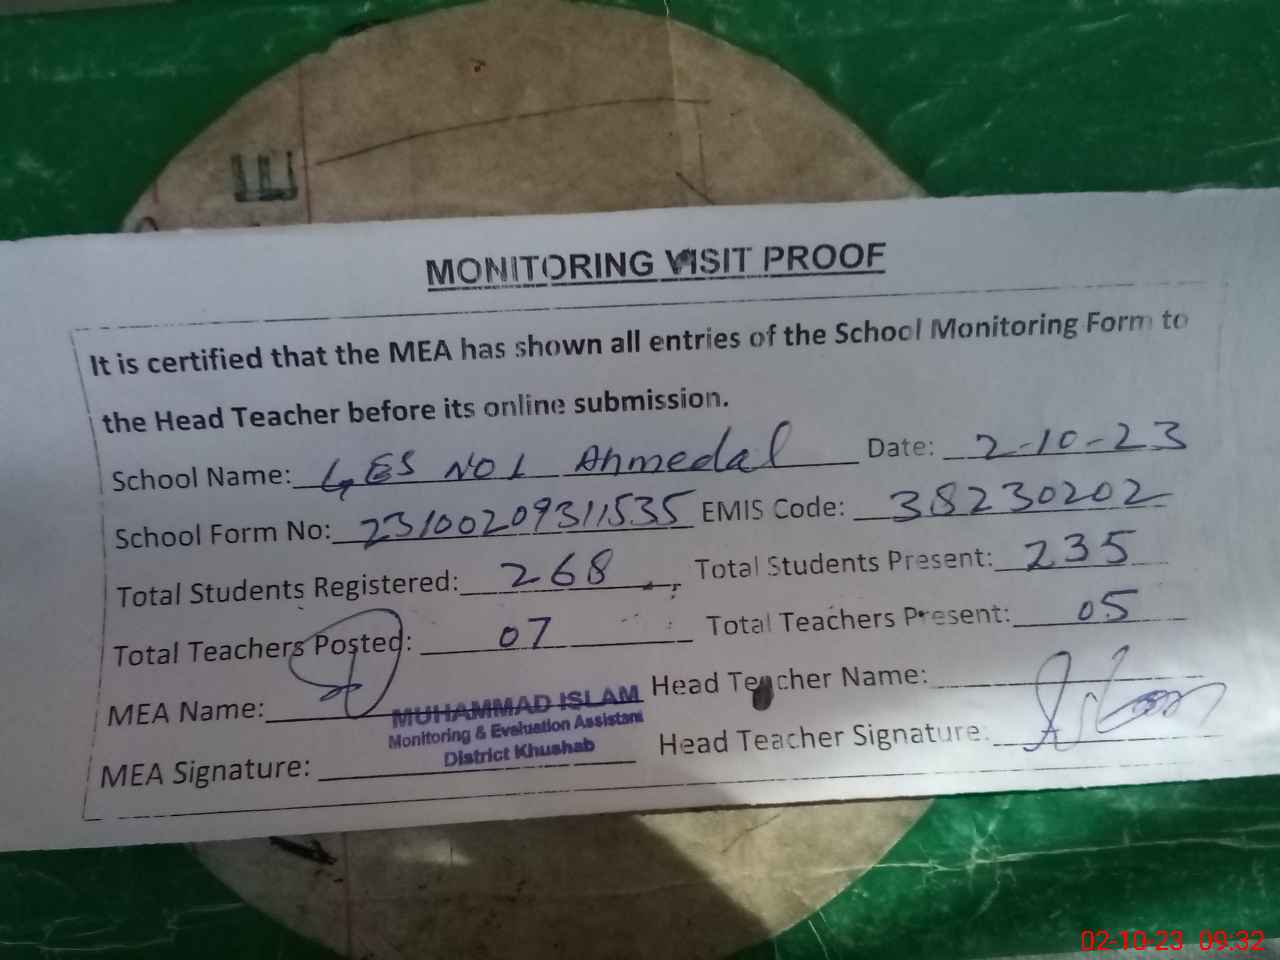 MONITORING VISIT PROOF
It is certified that the MEA has shown all entries of the School Monitoring Form to
the Head Teacher before its online submission.
School Name: GES NO 1 Ahmedal Date: 2-10-23
School Form No: 23100209311535 EMIS Code: 38230202
Total Students Registered: 268 Total Students Present: 235
Total Teachers Posted: 07 Total Teachers Present: 05
MEA Name: MUHAMMAD ISLAM Head Teacher Name:
Monitoring & Evaluation Assistant
District Khushab
MEA Signature: Head Teacher Signature:
02-10-23 09:32